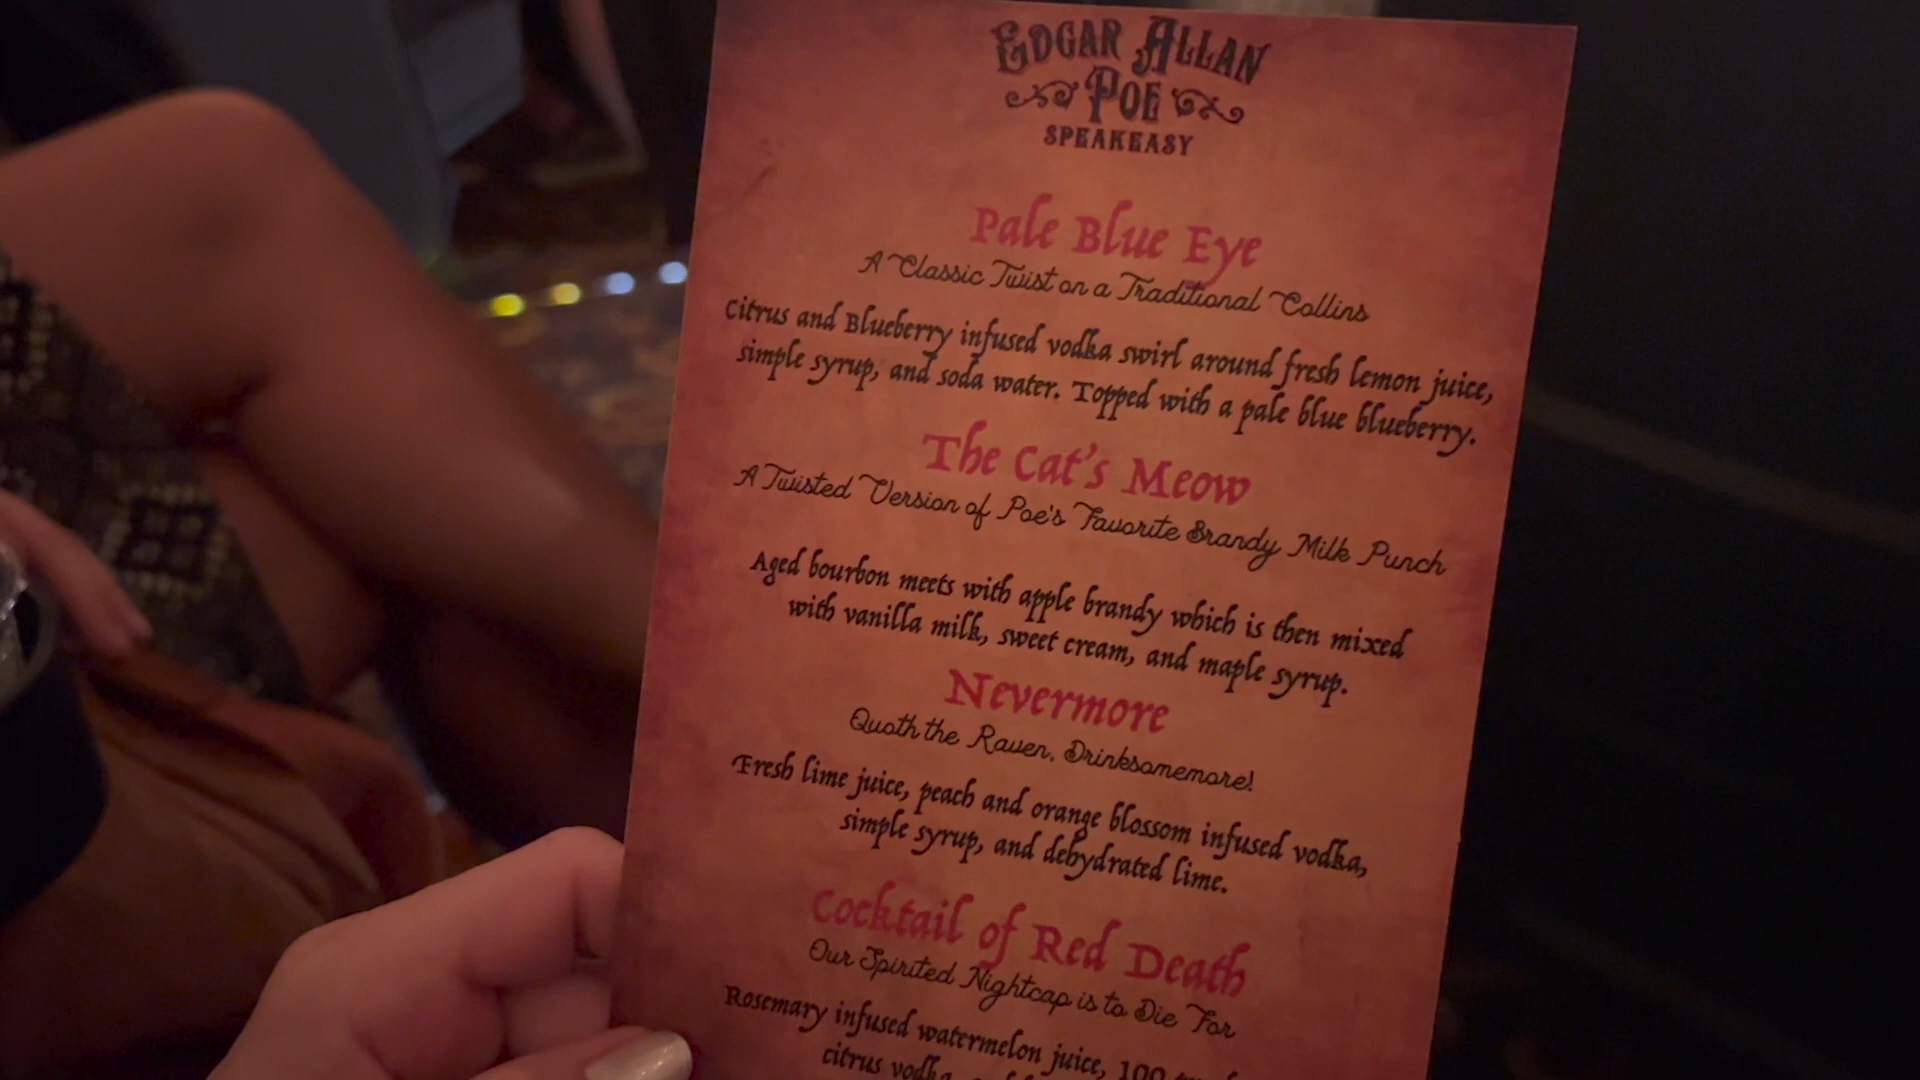 EDGAR ALLAN
POE
SPEAKEASY
Pale Blue Eye
A Classic Twist on a Traditional Collins
Citrus and Blueberry infused vodka swirl around fresh lemon juice,
simple syrup, and soda water. Topped with a pale blue blueberry.
The Cat's Meow
A Twisted Version of Poe's Favorite Brandy Milk Punch
Aged bourbon meets with apple brandy which is then mixed
with vanilla milk, sweet cream, and maple syrup.
Nevermore
Quoth the Raven, Drinksomemore!
Fresh lime juice, peach and orange blossom infused vodka,
simple syrup, and dehydrated lime.
Cocktail of Red Death
Our Spirited Nightcap is to Die For
Rosemary infused watermelon juice, 100
citrus vodka